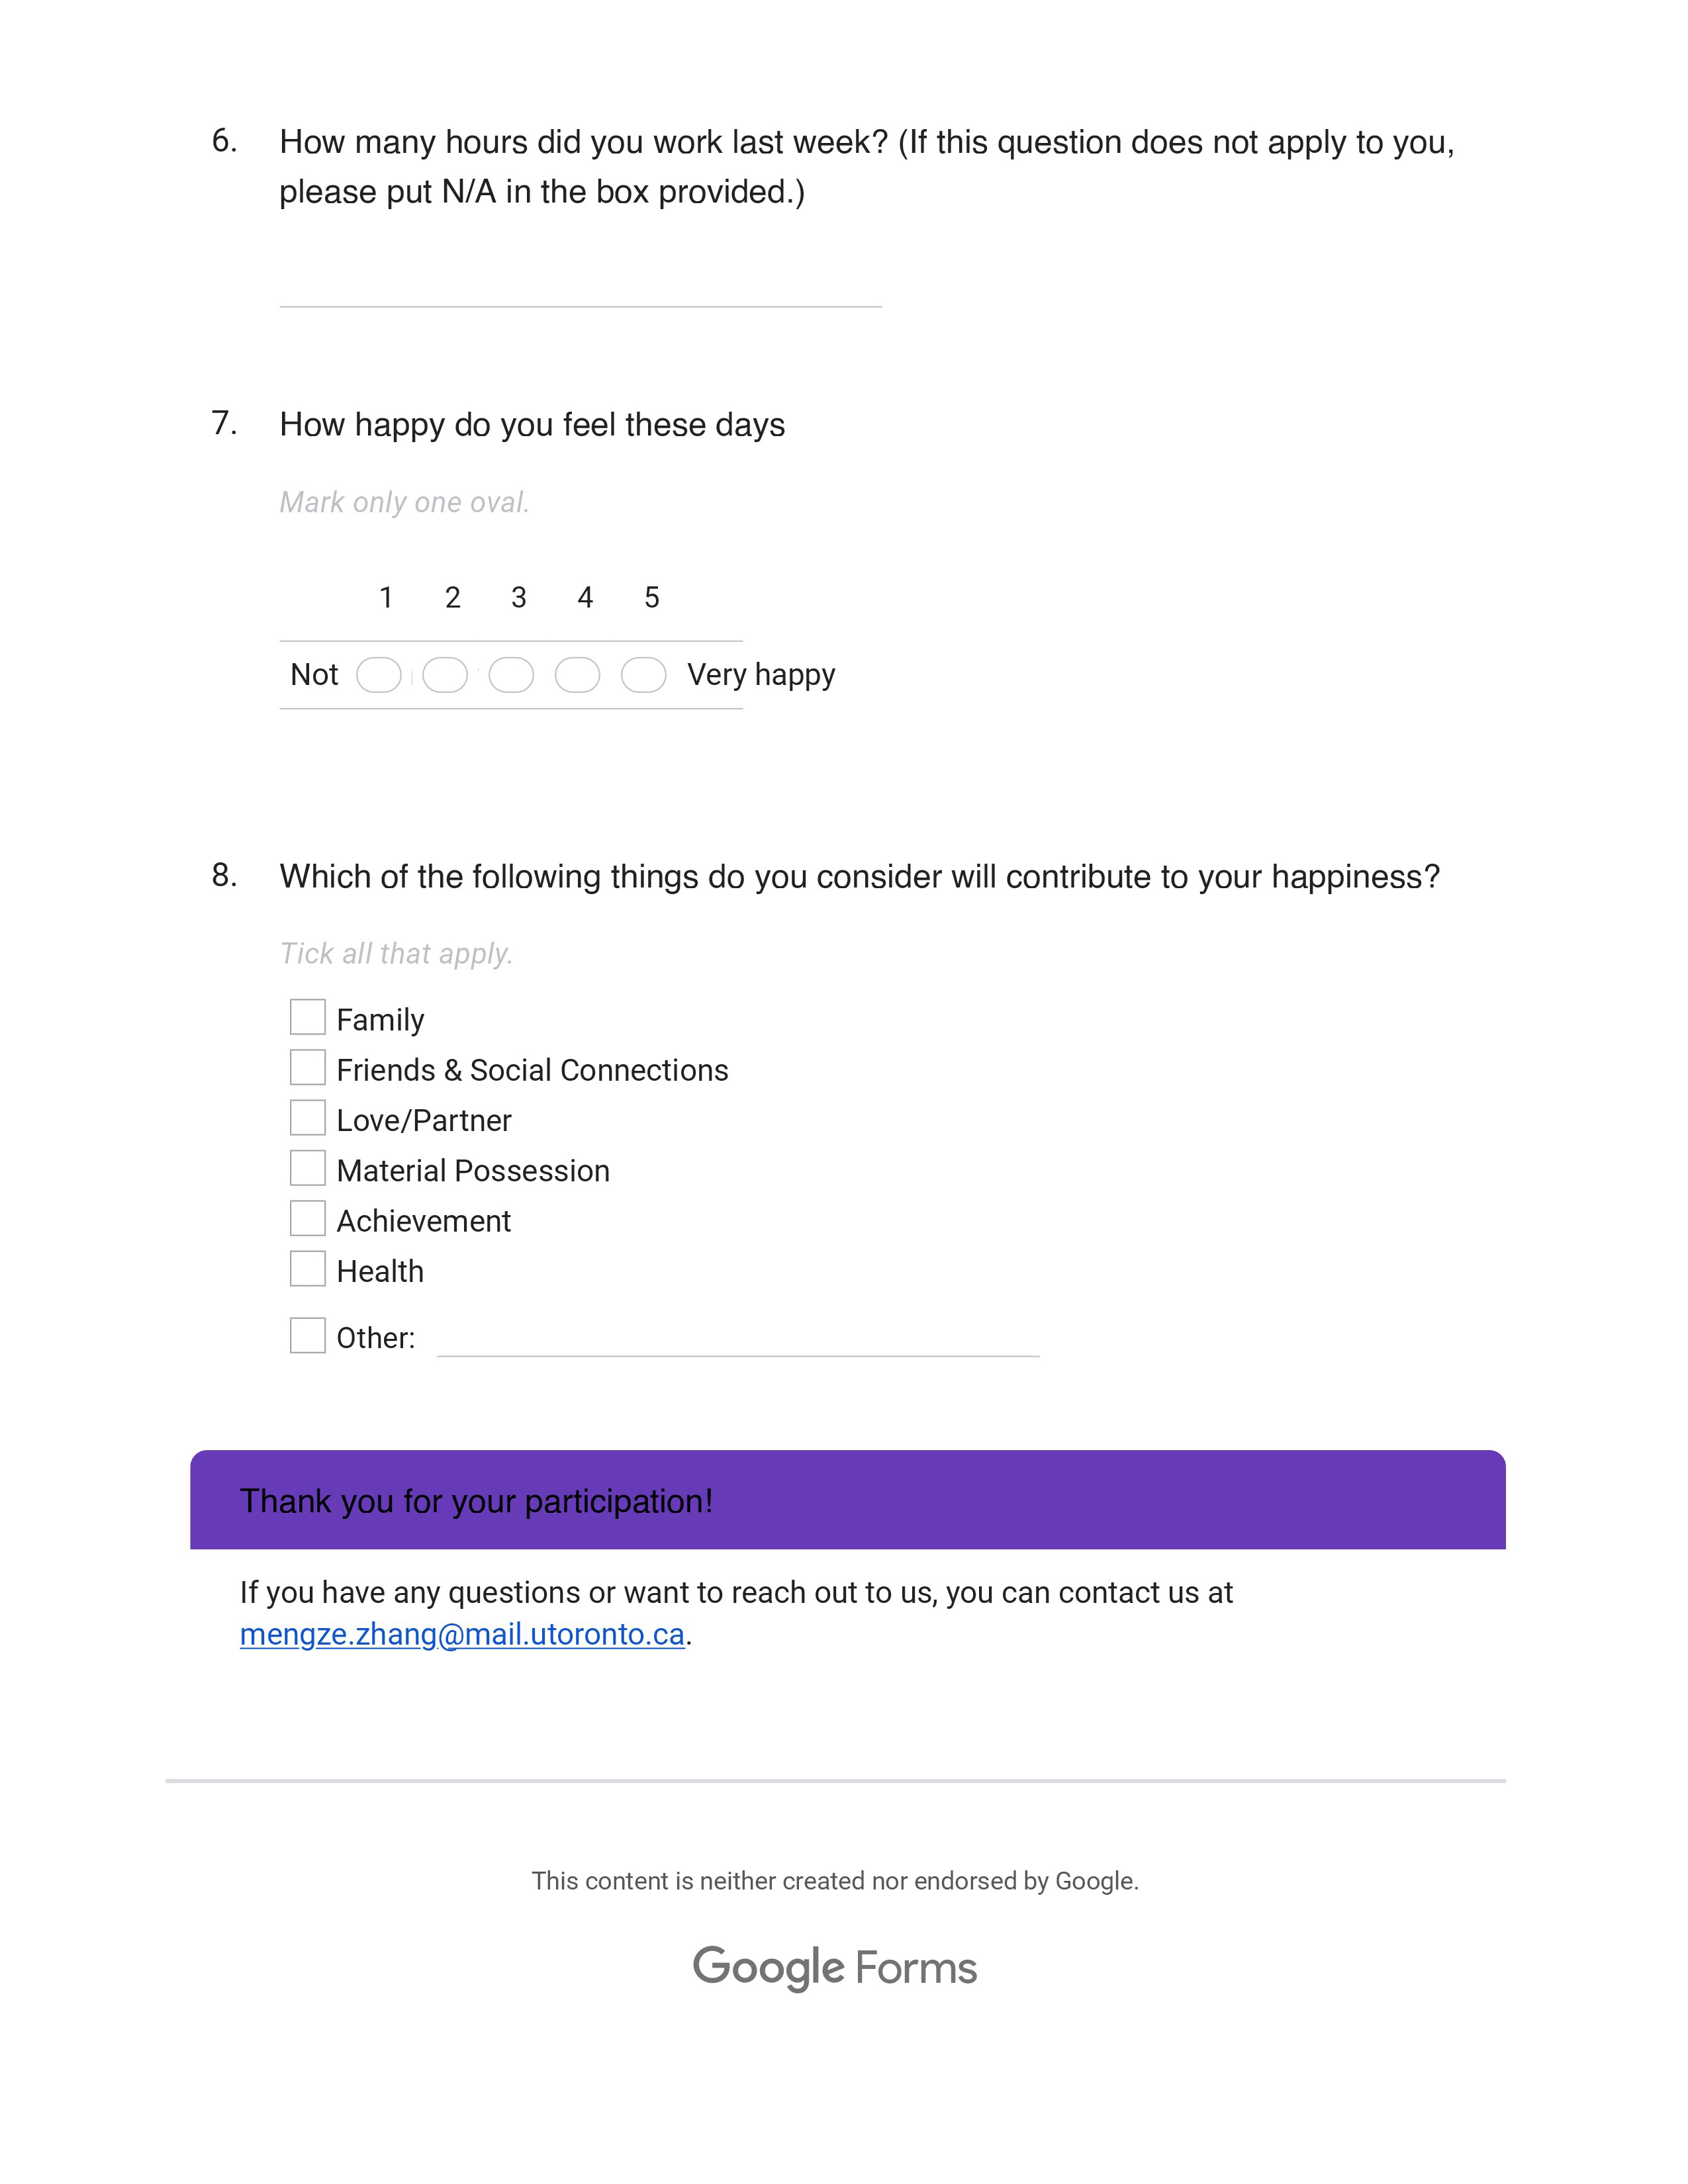 6. How many hours did you work last week? (If this question does not apply to you,
please put N/A in the box provided.)
7. How happy do you feel these days
Mark only one oval.
1 2 3 4 5
Not Very happy
8. Which of the following things do you consider will contribute to your happiness?
Tick all that apply.
Family
Friends & Social Connections
Love/Partner
Material Possession
Achievement
Health
Other:
Thank you for your participation!
If you have any questions or want to reach out to us, you can contact us at
mengze.zhang@mail.utoronto.ca.
This content is neither created nor endorsed by Google.
Google Forms